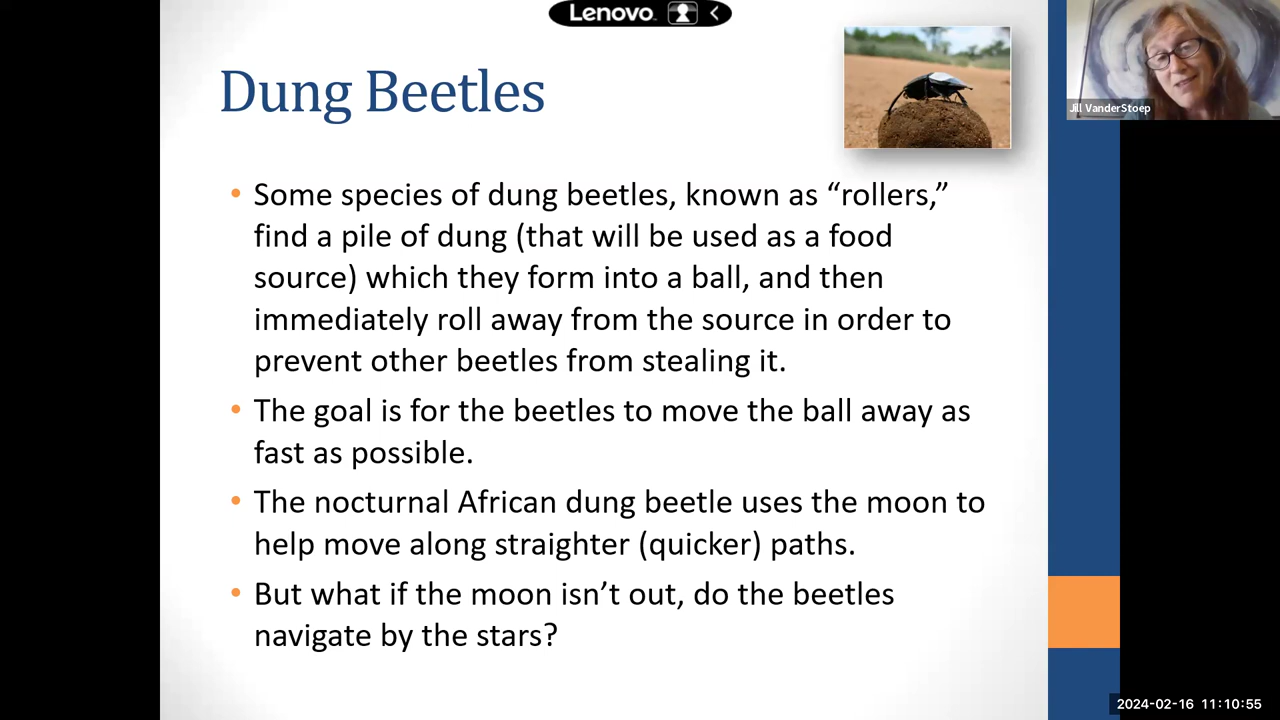 Lenovo
Dung Beetles
Jill VanderStoep
• Some species of dung beetles, known as “rollers,”
find a pile of dung (that will be used as a food
source) which they form into a ball, and then
immediately roll away from the source in order to
prevent other beetles from stealing it.
• The goal is for the beetles to move the ball away as
fast as possible.
• The nocturnal African dung beetle uses the moon to
help move along straighter (quicker) paths.
• But what if the moon isn’t out, do the beetles
navigate by the stars?
2024-02-16 11:10:55